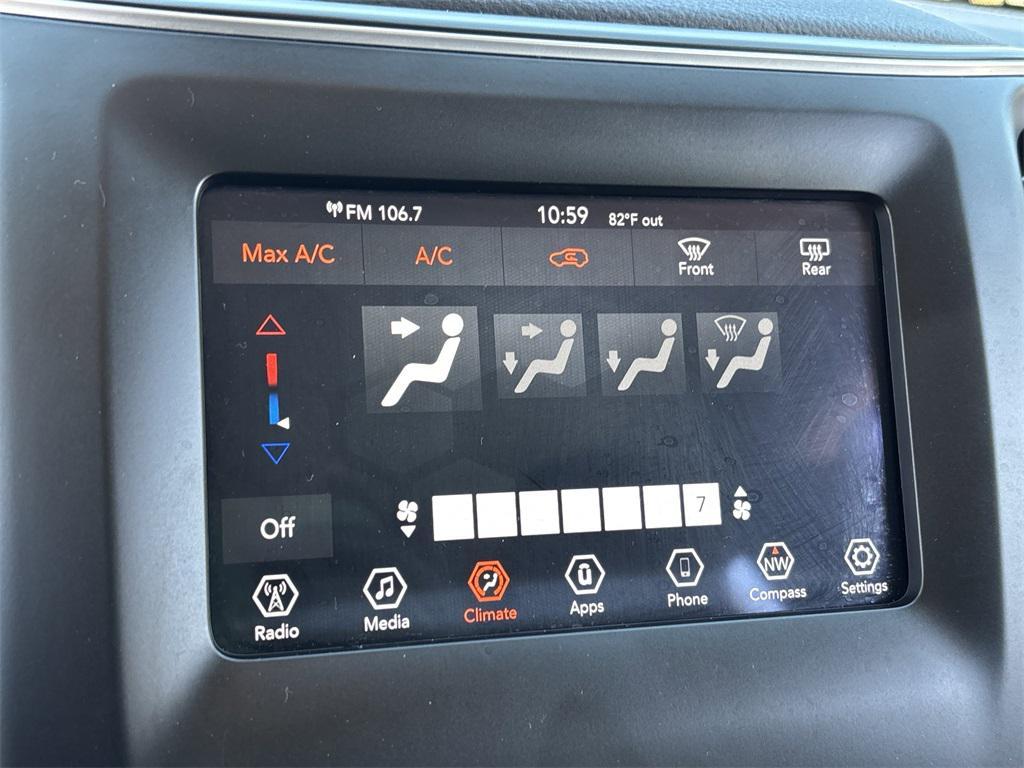 FM 106.7 10:59 82°F out
Max A/C A/C Front Rear
7
Off
Radio Media Climate Apps Phone NW Compass Settings